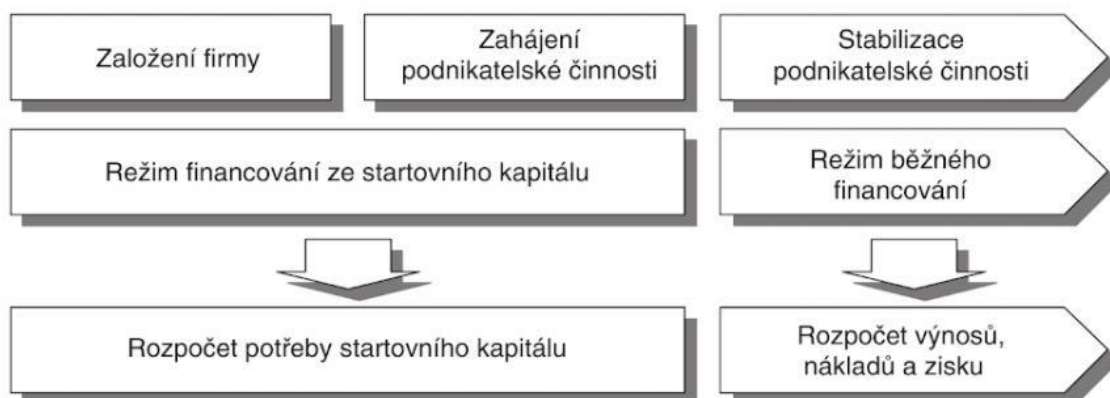 Založení firmy
Zahájení
podnikatelské činnosti
Stabilizace
podnikatelské činnosti
Režim financování ze startovního kapitálu
Režim běžného
financování
Rozpočet potřeby startovního kapitálu
Rozpočet výnosů,
nákladů a zisku